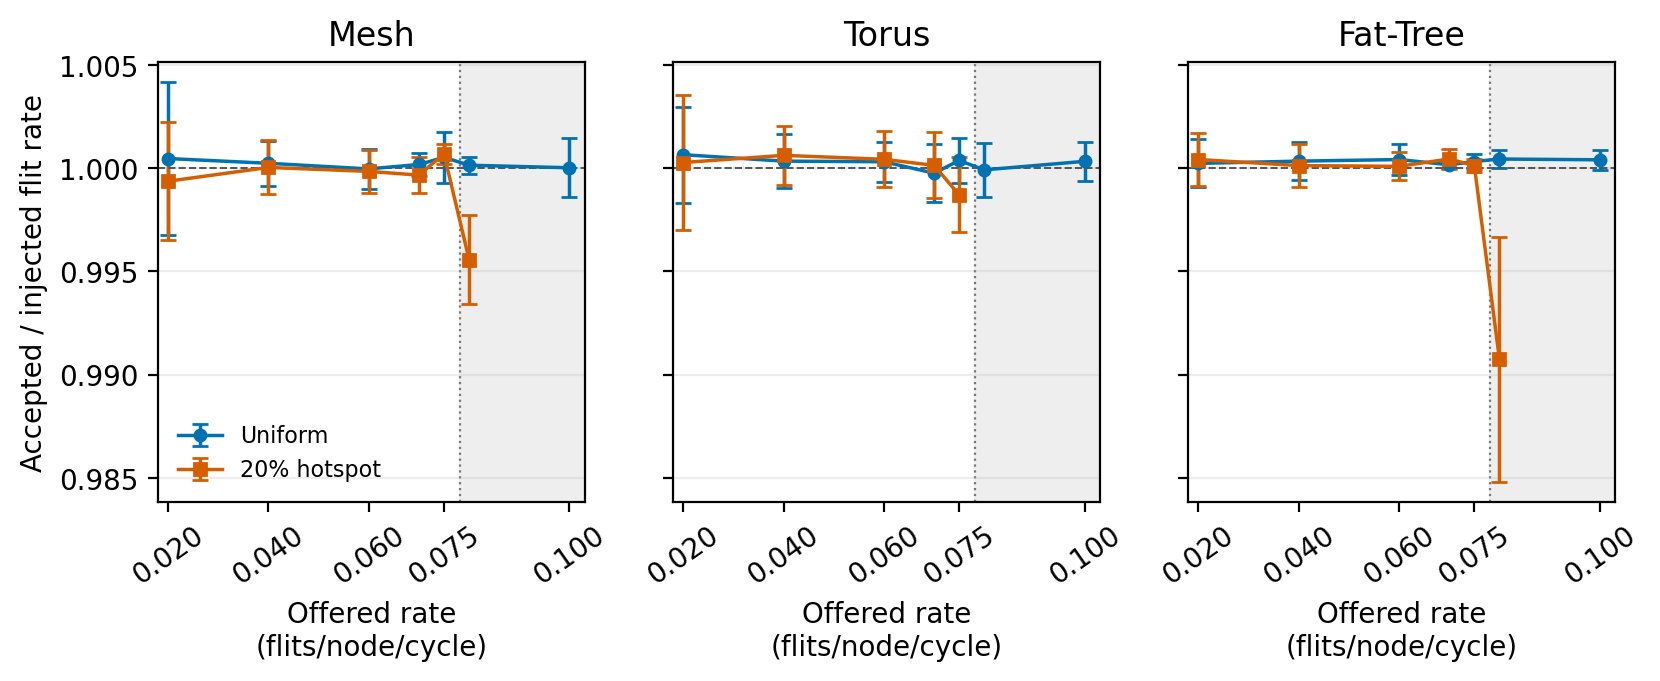 Mesh
Torus
Fat-Tree
Accepted / injected flit rate
1.005
1.000
0.995
0.990
0.985
Uniform
20% hotspot
0.020 0.040 0.060 0.075 0.100
0.020 0.040 0.060 0.075 0.100
0.020 0.040 0.060 0.075 0.100
Offered rate
(flits/node/cycle)
Offered rate
(flits/node/cycle)
Offered rate
(flits/node/cycle)